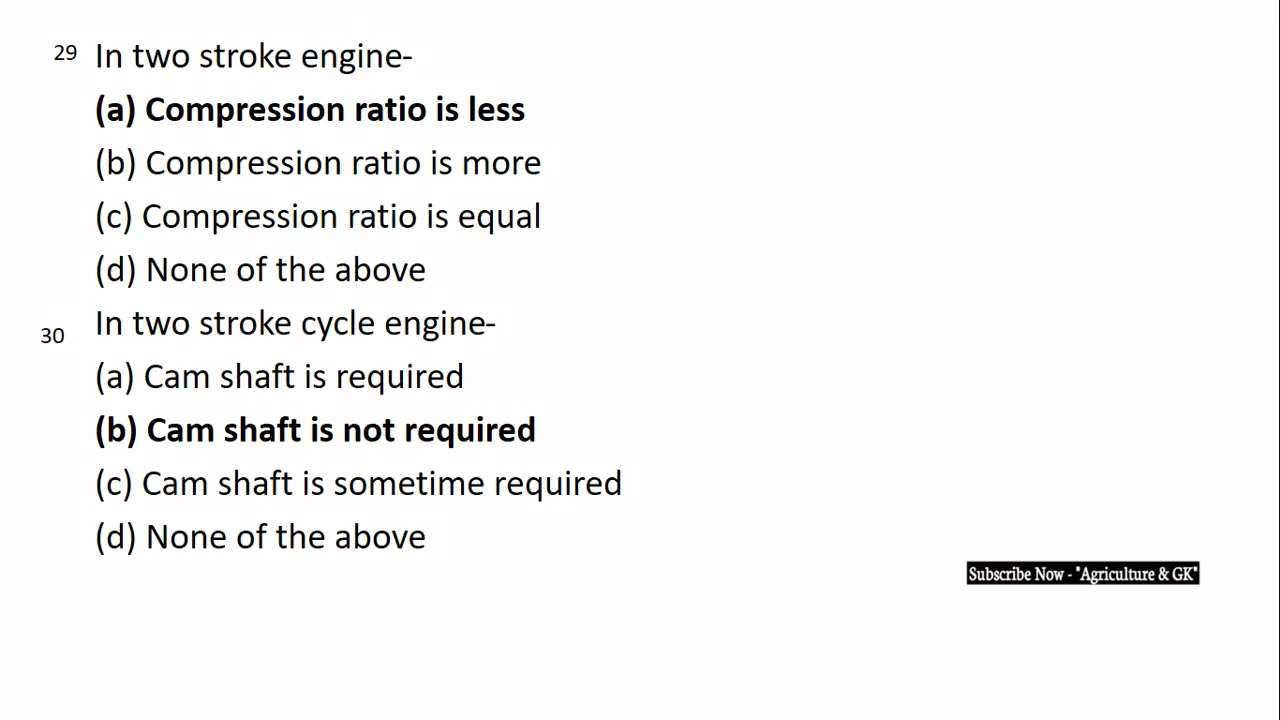 29 In two stroke engine-
(a) Compression ratio is less
(b) Compression ratio is more
(c) Compression ratio is equal
(d) None of the above
30 In two stroke cycle engine-
(a) Cam shaft is required
(b) Cam shaft is not required
(c) Cam shaft is sometime required
(d) None of the above
Subscribe Now - "Agriculture & GK"